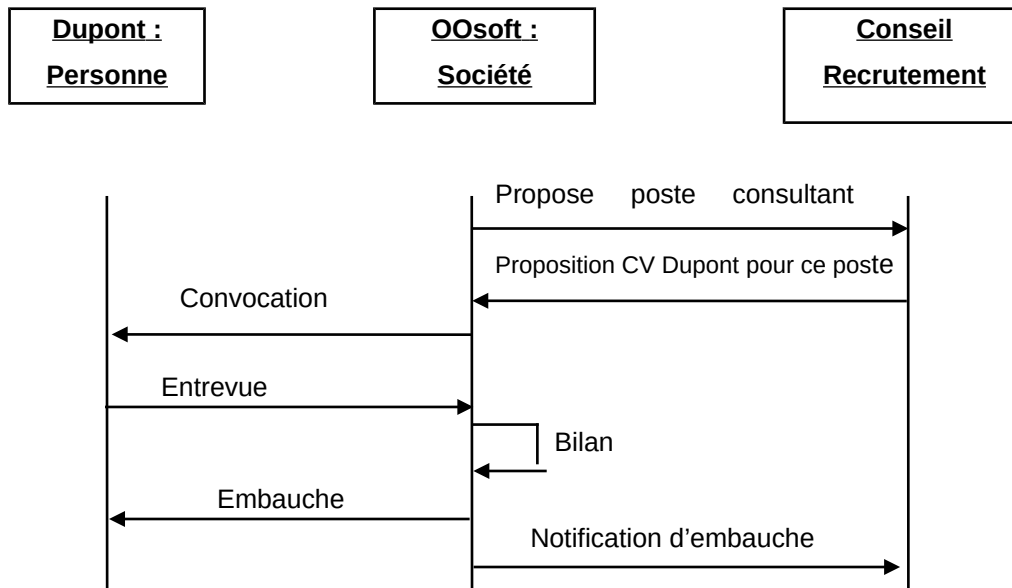 Dupont :
Personne
OOsoft :
Société
Conseil
Recrutement
Propose poste consultant
Proposition CV Dupont pour ce poste
Convocation
Entrevue
Bilan
Embauche
Notification d’embauche